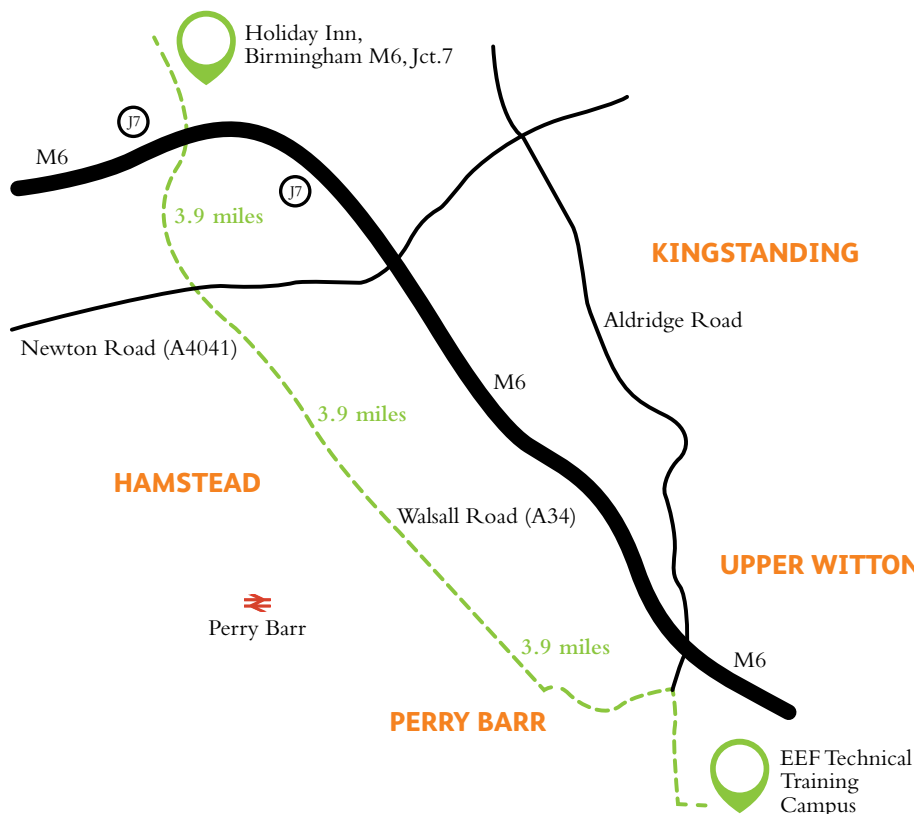 Holiday Inn,
Birmingham M6, Jct.7
J7
M6
J7
3.9 miles
KINGSTANDING
Aldridge Road
Newton Road (A4041)
M6
3.9 miles
HAMSTEAD
Walsall Road (A34)
UPPER WITTON
Perry Barr
3.9 miles
M6
PERRY BARR
EEF Technical
Training
Campus